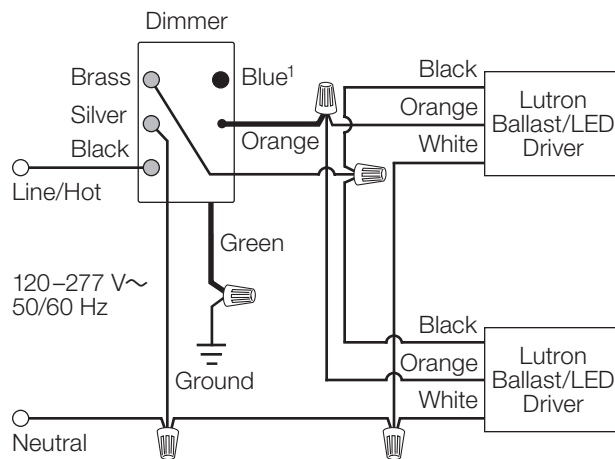 Dimmer
Brass
Blue¹
Silver
Orange
Black
Line/Hot
Green
120–277 V~
50/60 Hz
Ground
Neutral
Black
Orange
White
Lutron
Ballast/LED
Driver
Black
Orange
White
Lutron
Ballast/LED
Driver